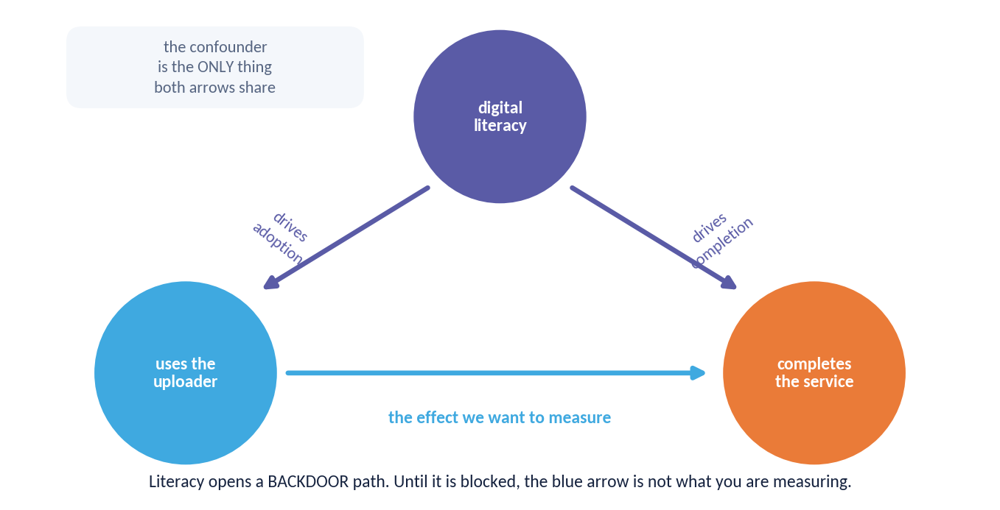 the confounder
is the ONLY thing
both arrows share
digital
literacy
drives
adoption
drives
completion
uses the
uploader
completes
the service
the effect we want to measure
Literacy opens a BACKDOOR path. Until it is blocked, the blue arrow is not what you are measuring.